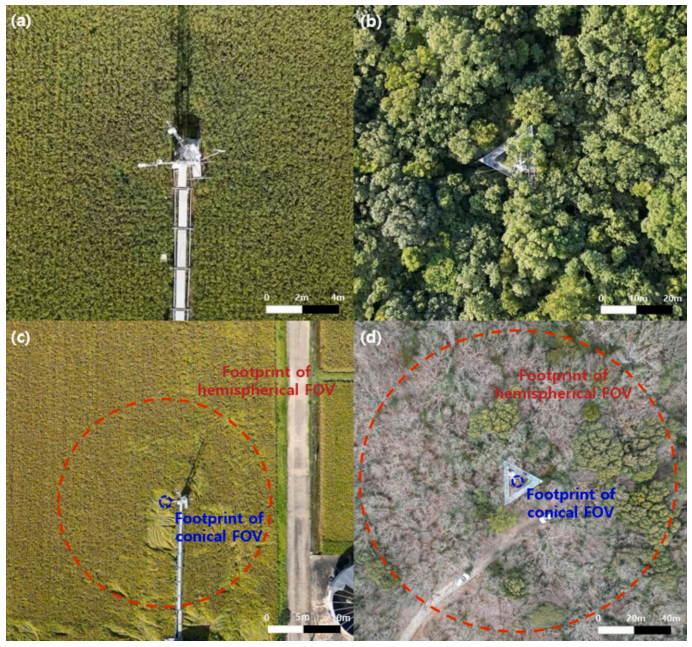 (a)
(b)
0 2m 4m
0 10m 20m
(c)
(d)
Footprint of
hemispherical FOV
Footprint of
hemispherical FOV
Footprint of
conical FOV
Footprint of
conical FOV
0 5m 10m
0 20m 40m